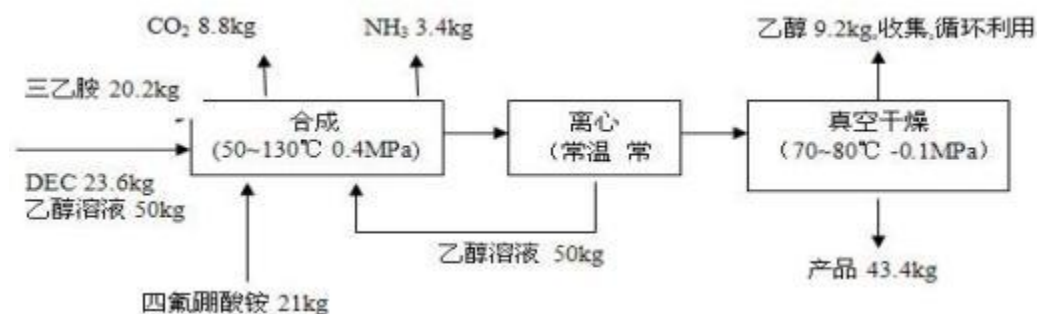 CO₂ 8.8kg
NH₃ 3.4kg
乙醇 9.2kg,收集,循环利用
三乙胺 20.2kg
合成
(50~130℃ 0.4MPa)
离心
（常温 常
真空干燥
（70~80℃ -0.1MPa）
DEC 23.6kg
乙醇溶液 50kg
乙醇溶液 50kg
产品 43.4kg
四氟硼酸铵 21kg